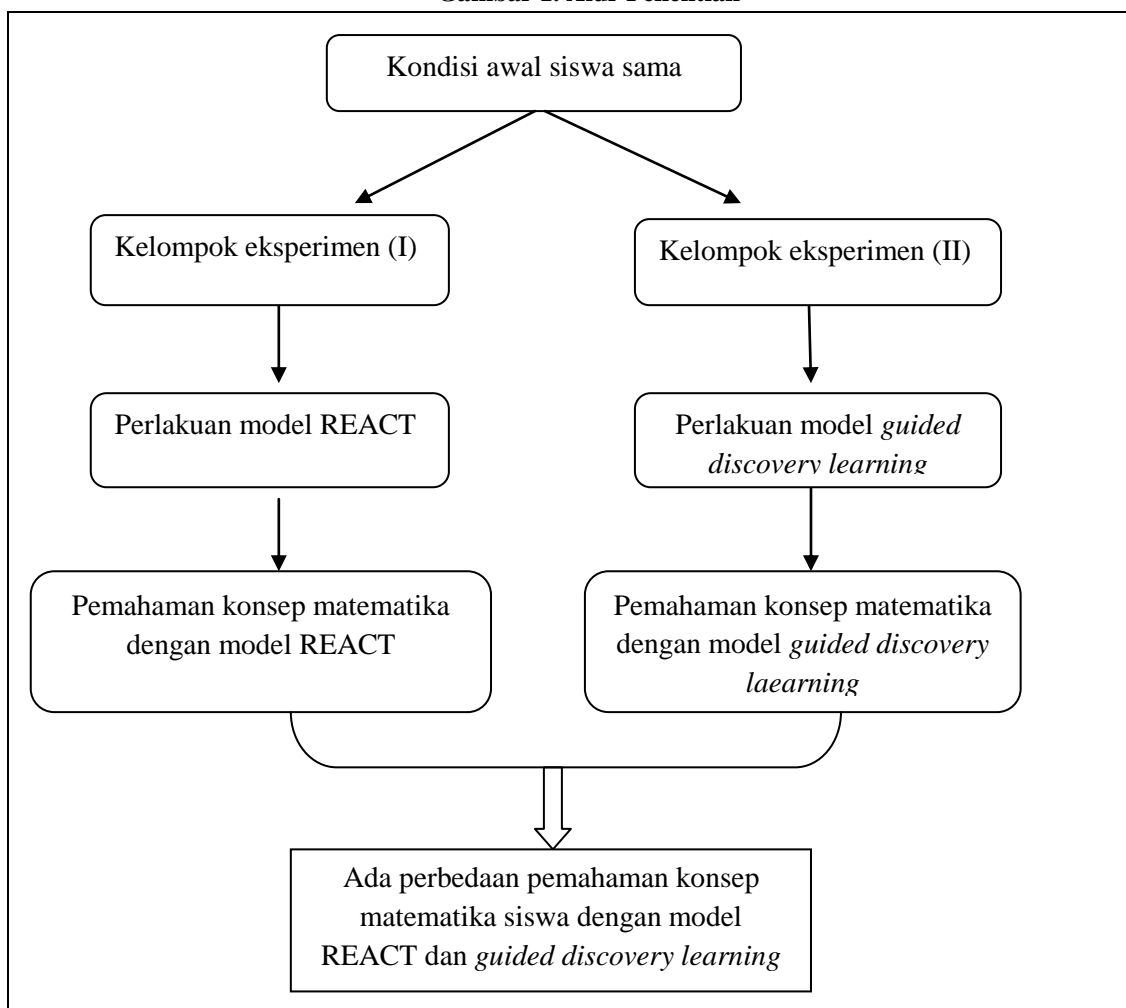 Kondisi awal siswa sama
Kelompok eksperimen (I)
Kelompok eksperimen (II)
Perlakuan model REACT
Perlakuan model guided
discovery learning
Pemahaman konsep matematika
dengan model REACT
Pemahaman konsep matematika
dengan model guided discovery
laearning
Ada perbedaan pemahaman konsep
matematika siswa dengan model
REACT dan guided discovery learning